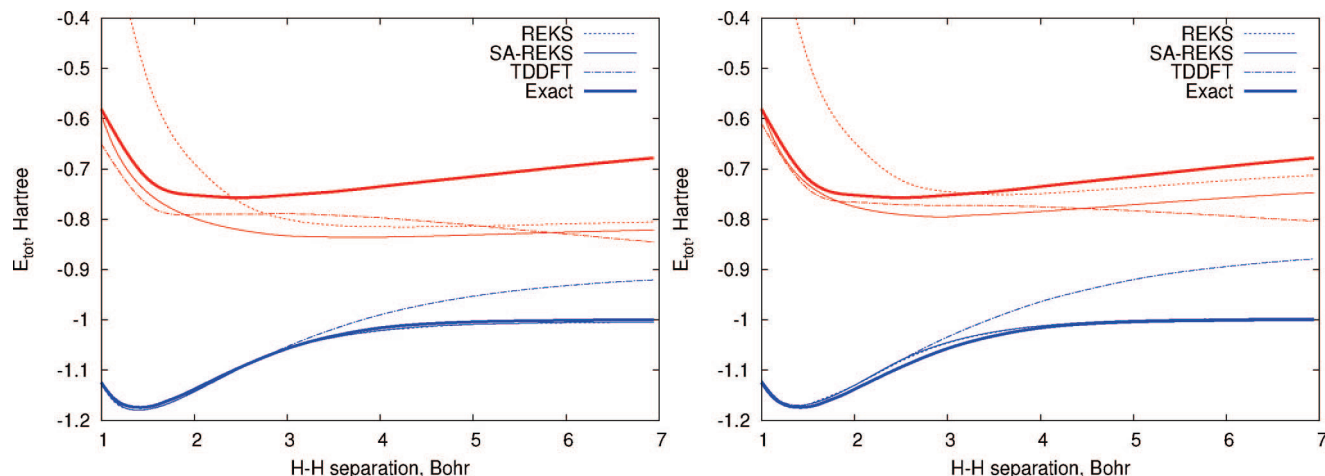 -0.4
-0.5
-0.6
-0.7
-0.8
-0.9
-1
-1.1
-1.2
E_tot, Hartree
REKS
SA-REKS
TDDFT
Exact
1 2 3 4 5 6 7
H-H separation, Bohr
-0.4
-0.5
-0.6
-0.7
-0.8
-0.9
-1
-1.1
-1.2
E_tot, Hartree
REKS
SA-REKS
TDDFT
Exact
1 2 3 4 5 6 7
H-H separation, Bohr